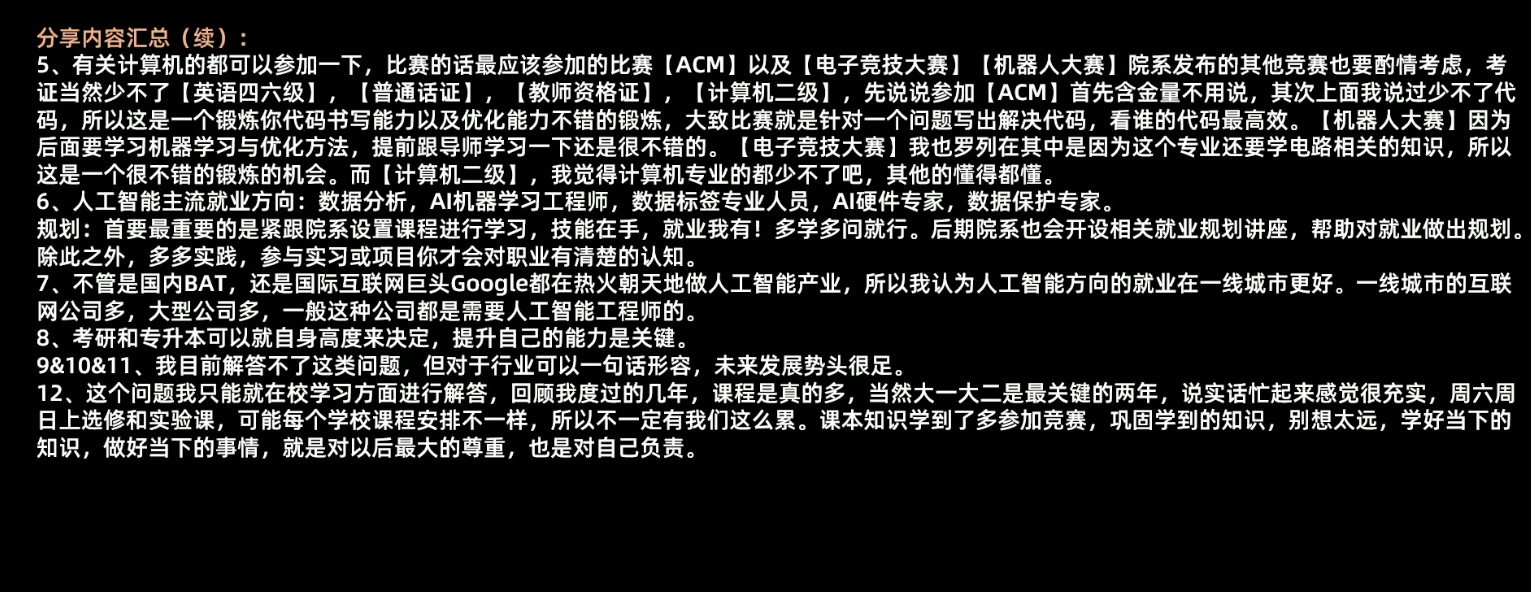 分享内容汇总（续）：
5、有关计算机的都可以参加一下，比赛的话最应该参加的比赛【ACM】以及【电子竞技大赛】【机器人大赛】院系发布的其他竞赛也要酌情考虑，考
证当然少不了【英语四六级】，【普通话证】，【教师资格证】，【计算机二级】，先说说参加【ACM】首先含金量不用说，其次上面我说过少不了代
码，所以这是一个锻炼你代码书写能力以及优化能力不错的锻炼，大致比赛就是针对一个问题写出解决代码，看谁的代码最高效。【机器人大赛】因为
后面要学习机器学习与优化方法，提前跟导师学习一下还是很不错的。【电子竞技大赛】我也罗列在其中是因为这个专业还要学电路相关的知识，所以
这是一个很不错的锻炼的机会。而【计算机二级】，我觉得计算机专业的都少不了吧，其他的懂得都懂。
6、人工智能主流就业方向：数据分析，AI机器学习工程师，数据标签专业人员，AI硬件专家，数据保护专家。
规划：首要最重要的是紧跟院系设置课程进行学习，技能在手，就业我有！多学多问就行。后期院系也会开设相关就业规划讲座，帮助对就业做出规划。
除此之外，多多实践，参与实习或项目你才会对职业有清楚的认知。
7、不管是国内BAT，还是国际互联网巨头Google都在热火朝天地做人工智能产业，所以我认为人工智能方向的就业在一线城市更好。一线城市的互联
网公司多，大型公司多，一般这种公司都是需要人工智能工程师的。
8、考研和专升本可以就自身高度来决定，提升自己的能力是关键。
9&10&11、我目前解答不了这类问题，但对于行业可以一句话形容，未来发展势头很足。
12、这个问题我只能就在校学习方面进行解答，回顾我度过的几年，课程是真的多，当然大一大二是最关键的两年，说实话忙起来感觉很充实，周六周
日上选修和实验课，可能每个学校课程安排不一样，所以不一定有我们这么累。课本知识学到了多参加竞赛，巩固学到的知识，别想太远，学好当下的
知识，做好当下的事情，就是对以后最大的尊重，也是对自己负责。